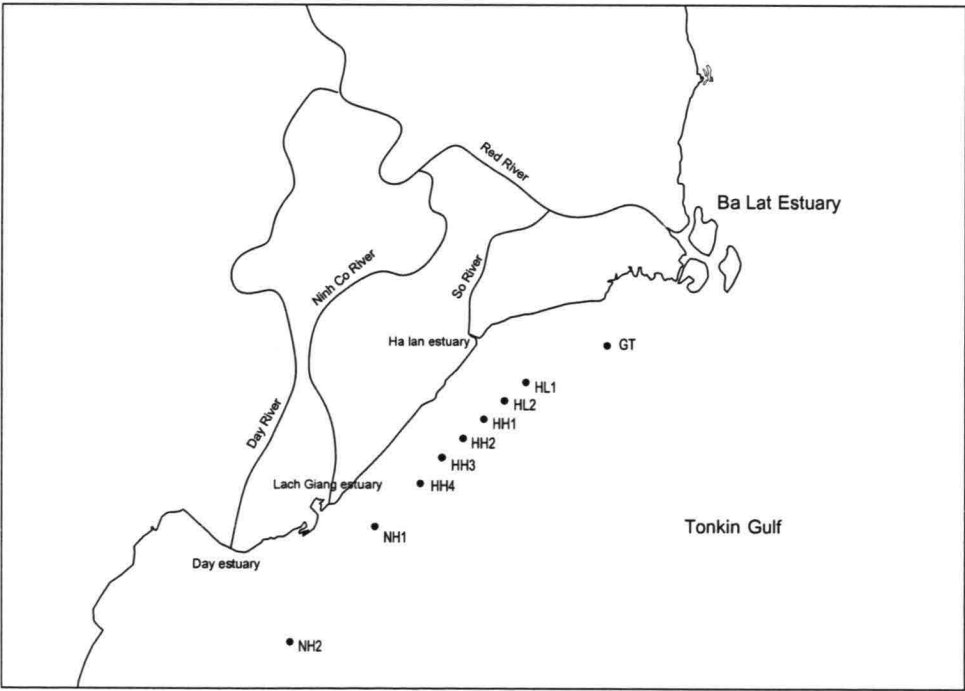 Red River
Ba Lat Estuary
So River
Ninh Co River
Ha lan estuary
GT
HL1
HL2
HH1
HH2
Day River
HH3
Lach Giang estuary
HH4
NH1
Tonkin Gulf
Day estuary
NH2